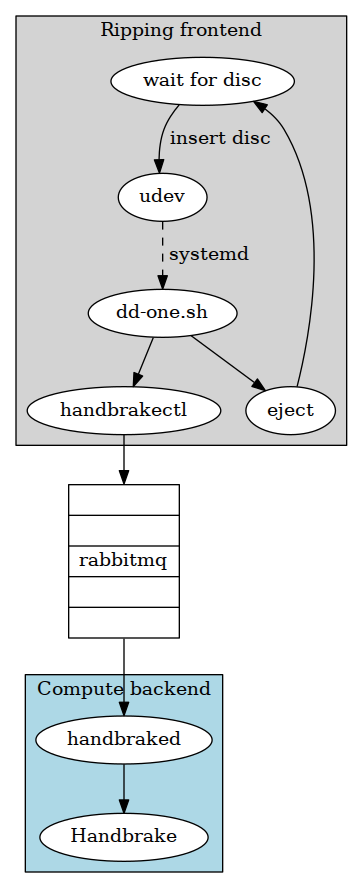 Ripping frontend
wait for disc
insert disc
udev
systemd
dd-one.sh
handbrakectl
eject
rabbitmq
Compute backend
handbraked
Handbrake